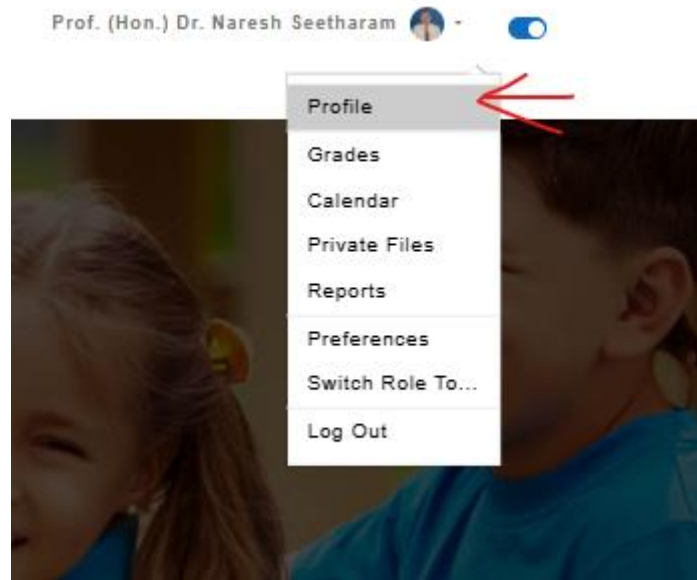 Prof. (Hon.) Dr. Naresh Seetharam
Profile
Grades
Calendar
Private Files
Reports
Preferences
Switch Role To...
Log Out